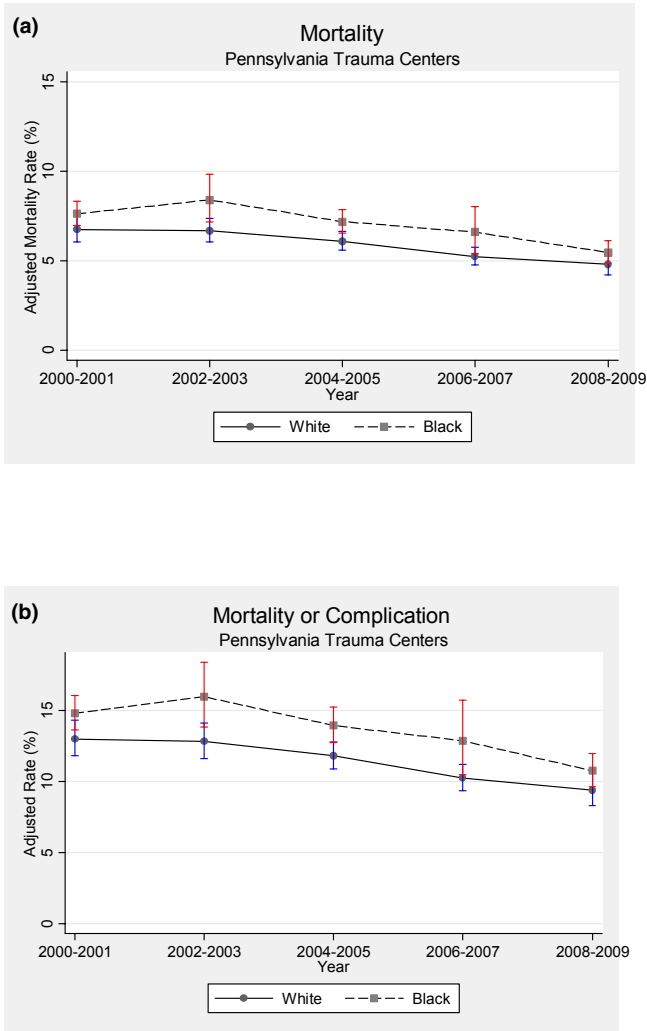 (a)
Mortality
Pennsylvania Trauma Centers
Adjusted Mortality Rate (%)
15
10
5
0
2000-2001 2002-2003 2004-2005 2006-2007 2008-2009
Year
White Black
(b)
Mortality or Complication
Pennsylvania Trauma Centers
Adjusted Rate (%)
15
10
5
0
2000-2001 2002-2003 2004-2005 2006-2007 2008-2009
Year
White Black